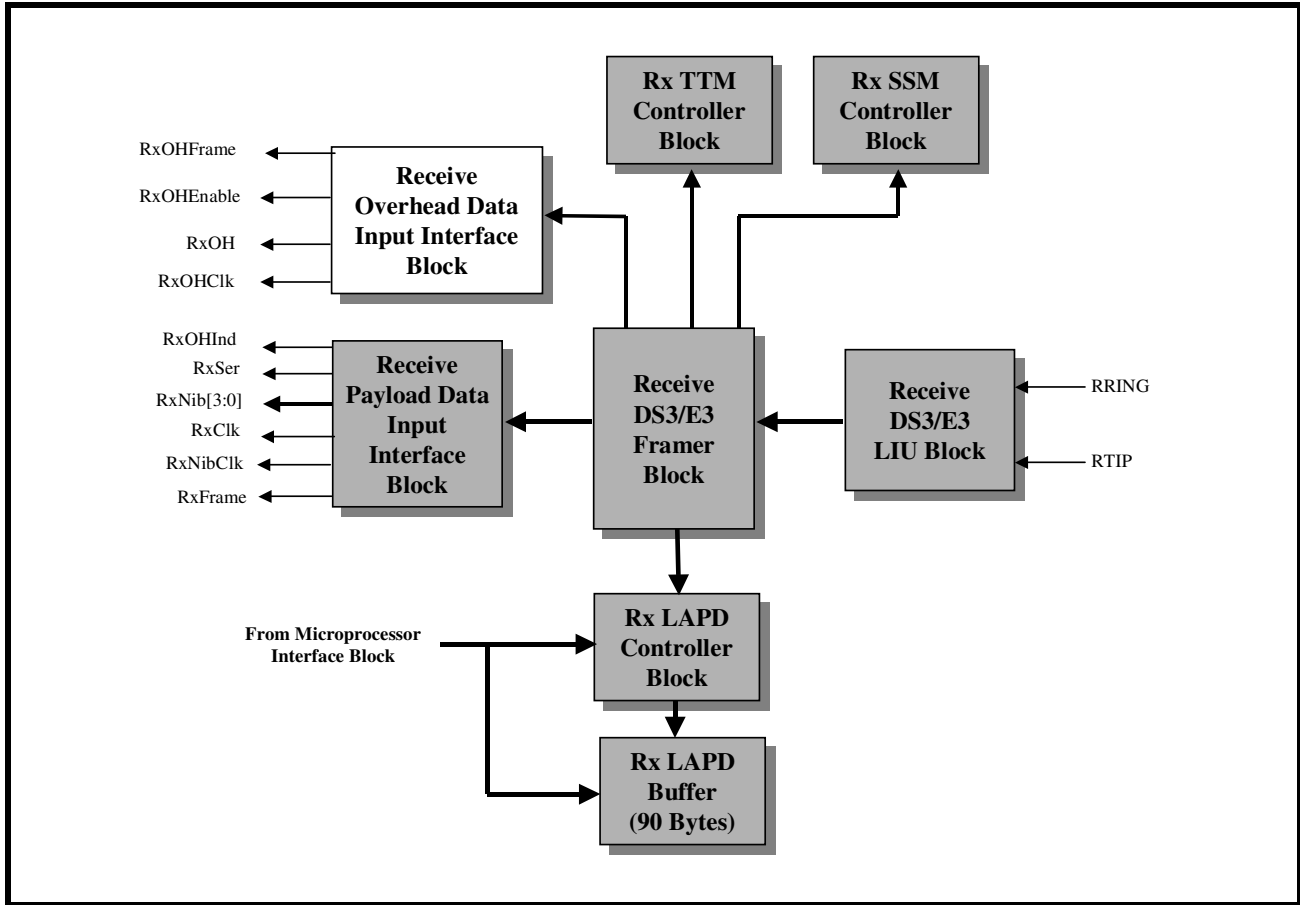 Rx TTM
Controller
Block
Rx SSM
Controller
Block
RxOHFrame
RxOHEnable
RxOH
RxOHClk
Receive
Overhead Data
Input Interface
Block
RxOHInd
RxSer
RxNib[3:0]
RxClk
RxNibClk
RxFrame
Receive
Payload Data
Input
Interface
Block
Receive
DS3/E3
Framer
Block
Receive
DS3/E3
LIU Block
RRING
RTIP
From Microprocessor
Interface Block
Rx LAPD
Controller
Block
Rx LAPD
Buffer
(90 Bytes)